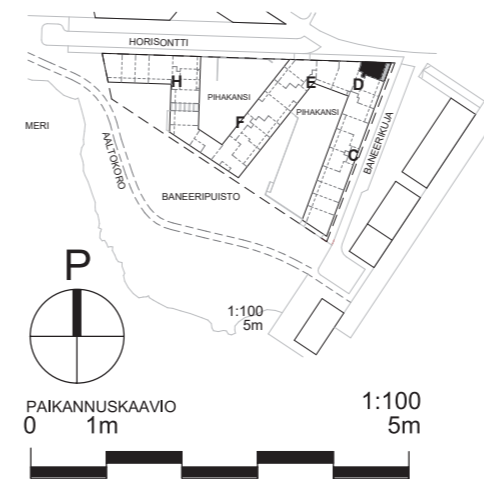 HORISONTTI
H
E
D
PIHAKANSI
PIHAKANSI
F
MERI
C
BANEERIKUJA
AALTOKORO
BANEERIPUISTO
P
1:100
5m
PAIKANNUSKAAVIO
1:100
0 1m 5m